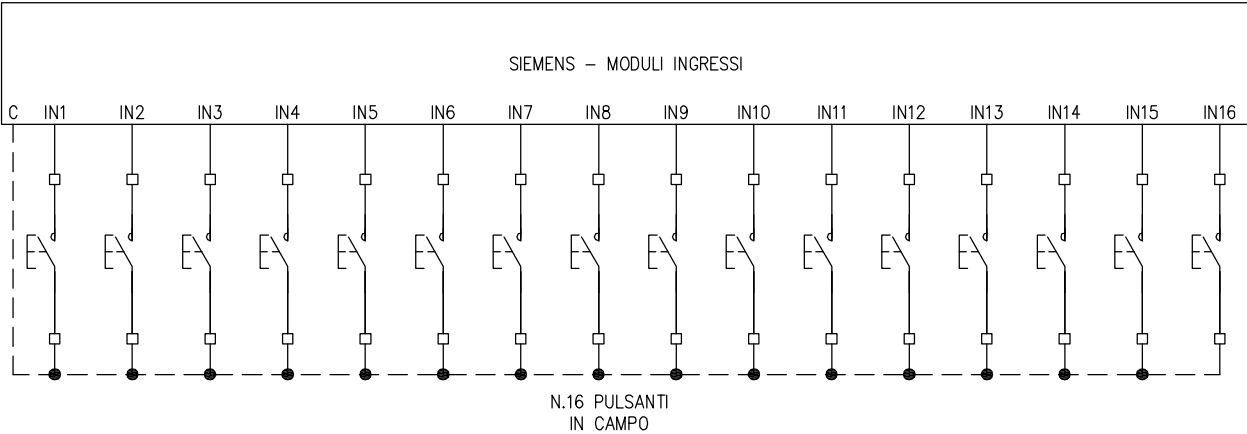 SIEMENS – MODULI INGRESSI
C IN1 IN2 IN3 IN4 IN5 IN6 IN7 IN8 IN9 IN10 IN11 IN12 IN13 IN14 IN15 IN16
N.16 PULSANTI
IN CAMPO